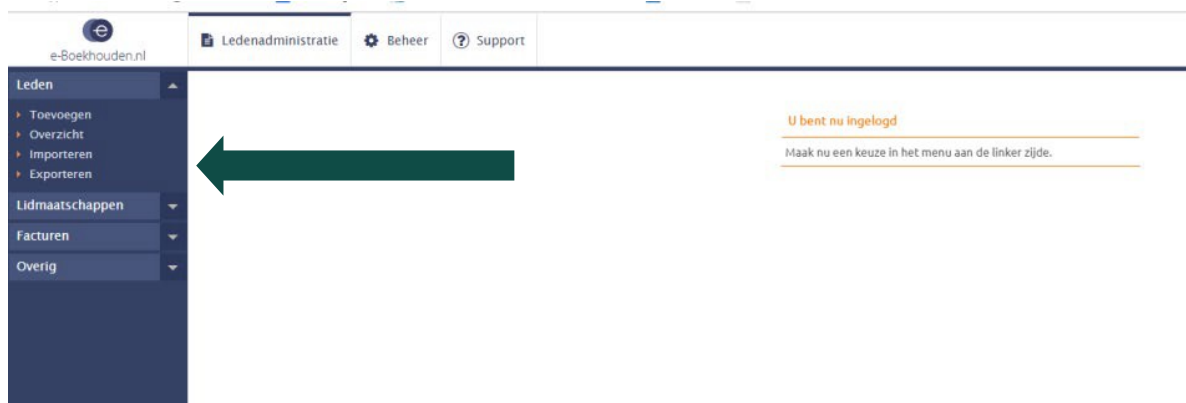 e
e-Boekhouden.nl
Ledenadministratie
Beheer
? Support
Leden
Toevoegen
Overzicht
Importeren
Exporteren
Lidmaatschappen
Facturen
Overig
U bent nu ingelogd
Maak nu een keuze in het menu aan de linker zijde.